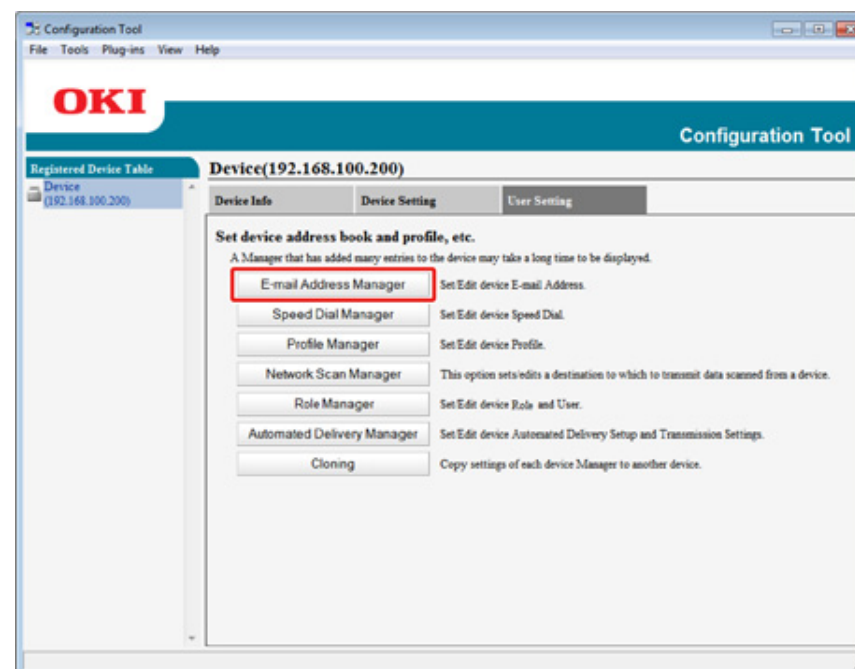 Configuration Tool
File Tools Plug-ins View Help
OKI
Configuration Tool
Registered Device Table
Device
(192.168.100.200)
Device(192.168.100.200)
Device Info Device Setting User Setting
Set device address book and profile, etc.
A Manager that has added many entries to the device may take a long time to be displayed.
E-mail Address Manager Set/Edit device E-mail Address.
Speed Dial Manager Set/Edit device Speed Dial.
Profile Manager Set/Edit device Profile.
Network Scan Manager This option sets/edits a destination to which to transmit data scanned from a device.
Role Manager Set/Edit device Role and User.
Automated Delivery Manager Set/Edit device Automated Delivery Setup and Transmission Settings.
Cloning Copy settings of each device Manager to another device.